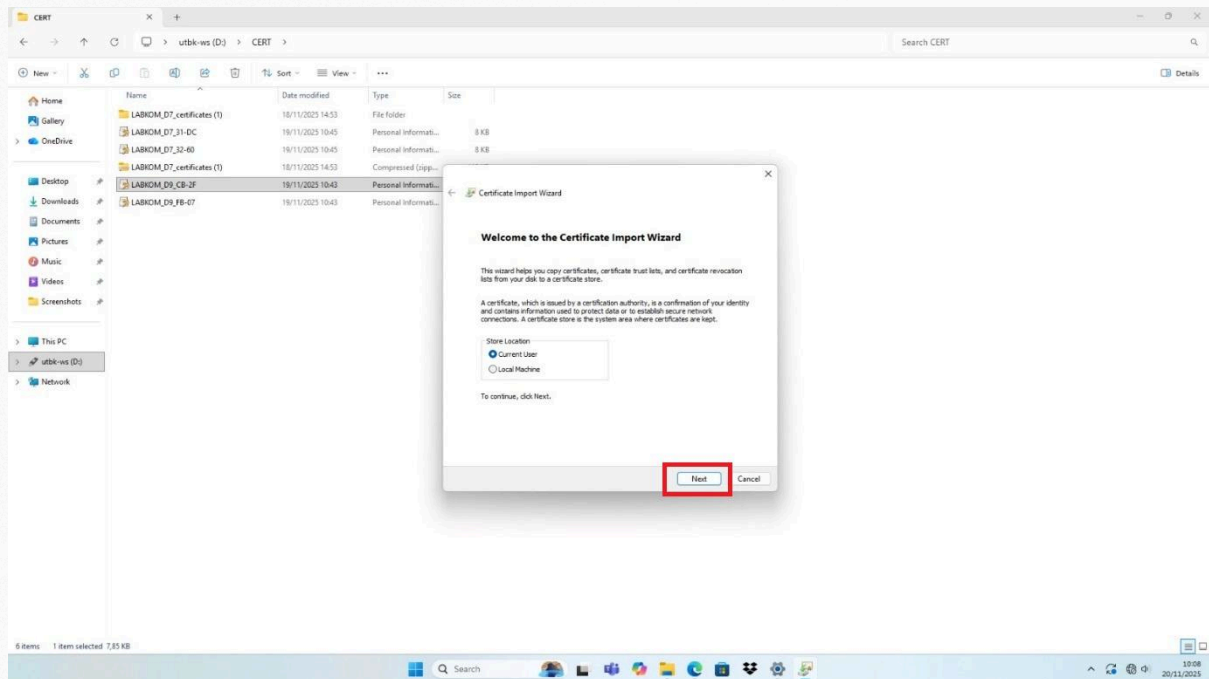 CERT
utbk-ws (D:) > CERT >
Search CERT
New
Sort
View
Details
Home
Gallery
OneDrive
Desktop
Downloads
Documents
Pictures
Music
Videos
Screenshots
This PC
utbk-ws (D:)
Network
Name Date modified Type Size
LABKOM_D7_certificates (1) 18/11/2025 14:53 File folder
LABKOM_D7_31-DC 19/11/2025 10:45 Personal Informati... 8 KB
LABKOM_D7_32-60 19/11/2025 10:45 Personal Informati... 8 KB
LABKOM_D7_certificates (1) 18/11/2025 14:53 Compressed (zipp...
LABKOM_D9_CB-2F 19/11/2025 10:43 Personal Informati...
LABKOM_D9_FB-07 19/11/2025 10:43 Personal Informati...
Certificate Import Wizard
Welcome to the Certificate Import Wizard
This wizard helps you copy certificates, certificate trust lists, and certificate revocation
lists from your disk to a certificate store.
A certificate, which is issued by a certification authority, is a confirmation of your identity
and contains information used to protect data or to establish secure network
connections. A certificate store is the system area where certificates are kept.
Store Location
Current User
Local Machine
To continue, click Next.
Next
Cancel
6 items 1 item selected 7,85 KB
Search
10:08
20/11/2025